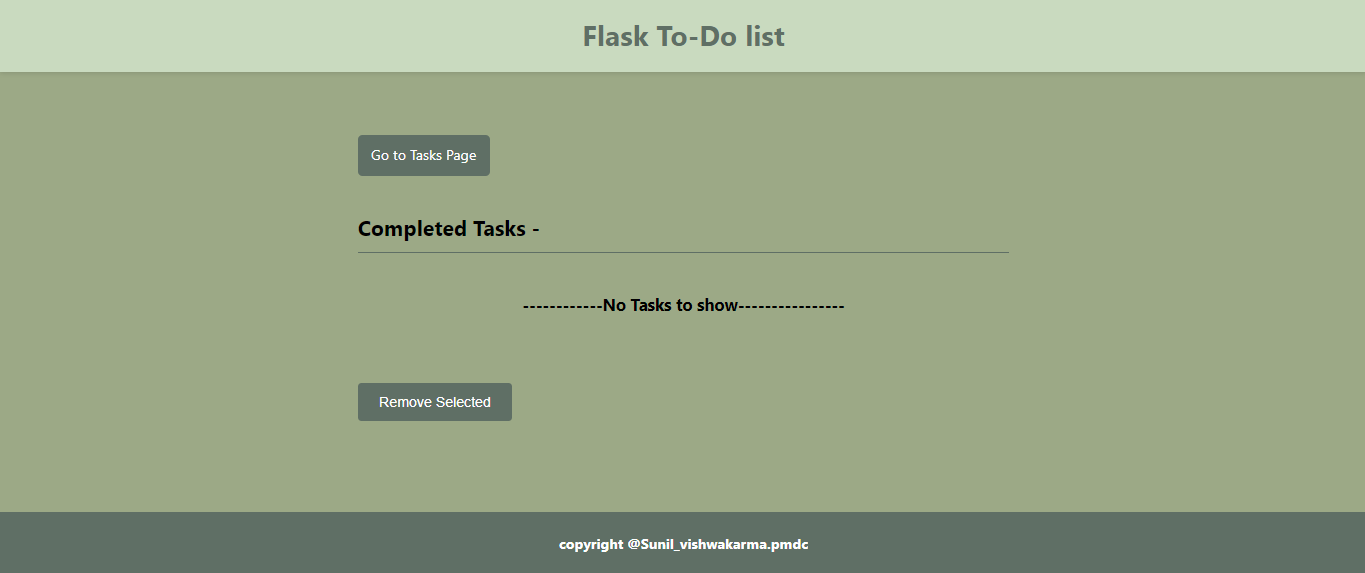 Flask To-Do list
Go to Tasks Page
Completed Tasks -
------------No Tasks to show----------------
Remove Selected
copyright @Sunil_vishwakarma.pmdc